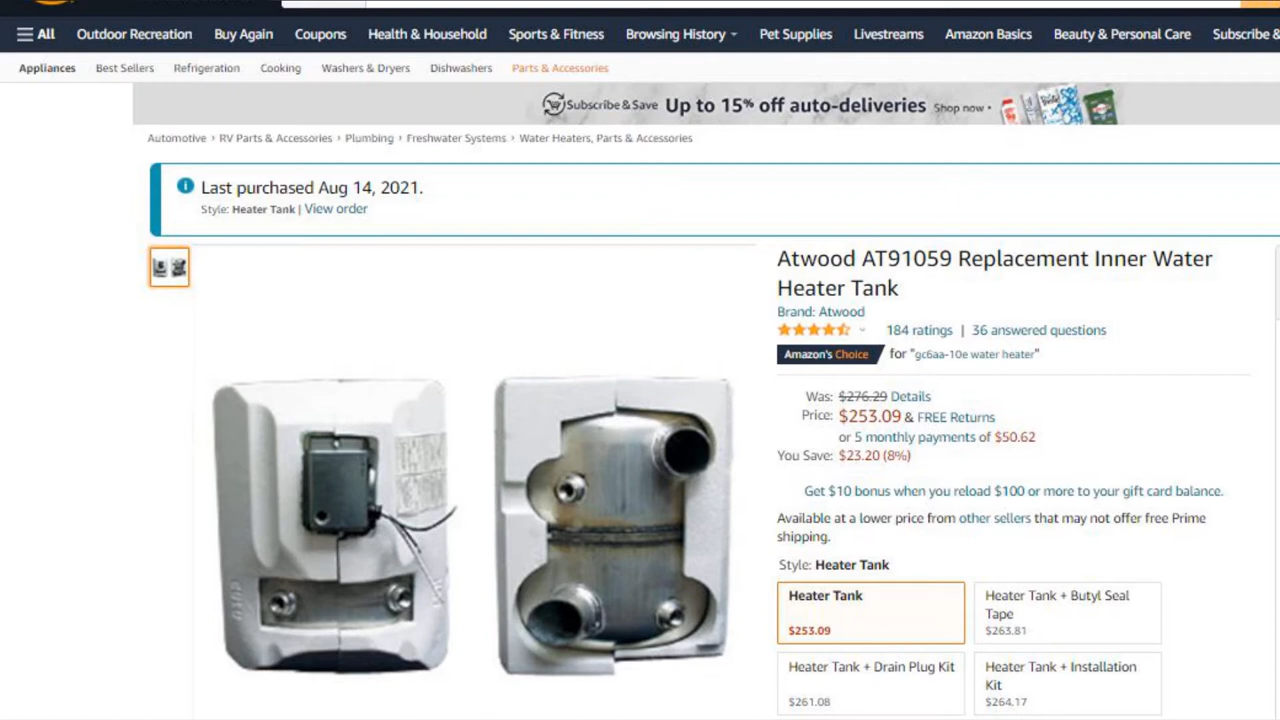 All Outdoor Recreation Buy Again Coupons Health & Household Sports & Fitness Browsing History Pet Supplies Livestreams Amazon Basics Beauty & Personal Care Subscribe &
Appliances Best Sellers Refrigeration Cooking Washers & Dryers Dishwashers Parts & Accessories
Subscribe & Save Up to 15% off auto-deliveries Shop now
Automotive › RV Parts & Accessories › Plumbing › Freshwater Systems › Water Heaters, Parts & Accessories
Last purchased Aug 14, 2021.
Style: Heater Tank | View order
Atwood AT91059 Replacement Inner Water
Heater Tank
Brand: Atwood
184 ratings | 36 answered questions
Amazon's Choice for "gc6aa-10e water heater"
Was: $276.29 Details
Price: $253.09 & FREE Returns
or 5 monthly payments of $50.62
You Save: $23.20 (8%)
Get $10 bonus when you reload $100 or more to your gift card balance.
Available at a lower price from other sellers that may not offer free Prime
shipping.
Style: Heater Tank
Heater Tank
$253.09
Heater Tank + Butyl Seal
Tape
$263.81
Heater Tank + Drain Plug Kit
$261.08
Heater Tank + Installation
Kit
$264.17